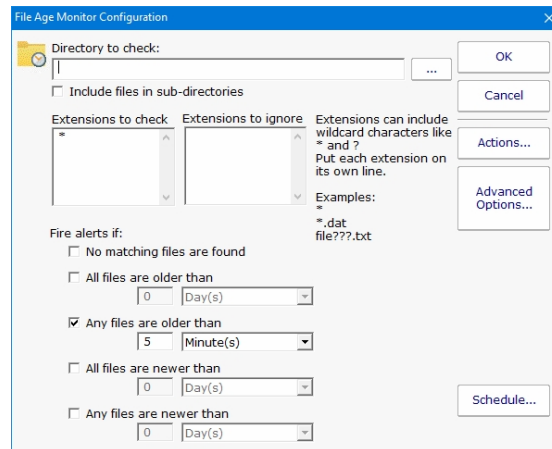 File Age Monitor Configuration
Directory to check:
...
OK
Include files in sub-directories
Cancel
Extensions to check
*
Extensions to ignore
Extensions can include
wildcard characters like
* and ?
Put each extension on
its own line.
Examples:
*
*.dat
file???.txt
Actions...
Advanced
Options...
Fire alerts if:
No matching files are found
All files are older than
0 Day(s)
Any files are older than
5 Minute(s)
All files are newer than
0 Day(s)
Schedule...
Any files are newer than
0 Day(s)